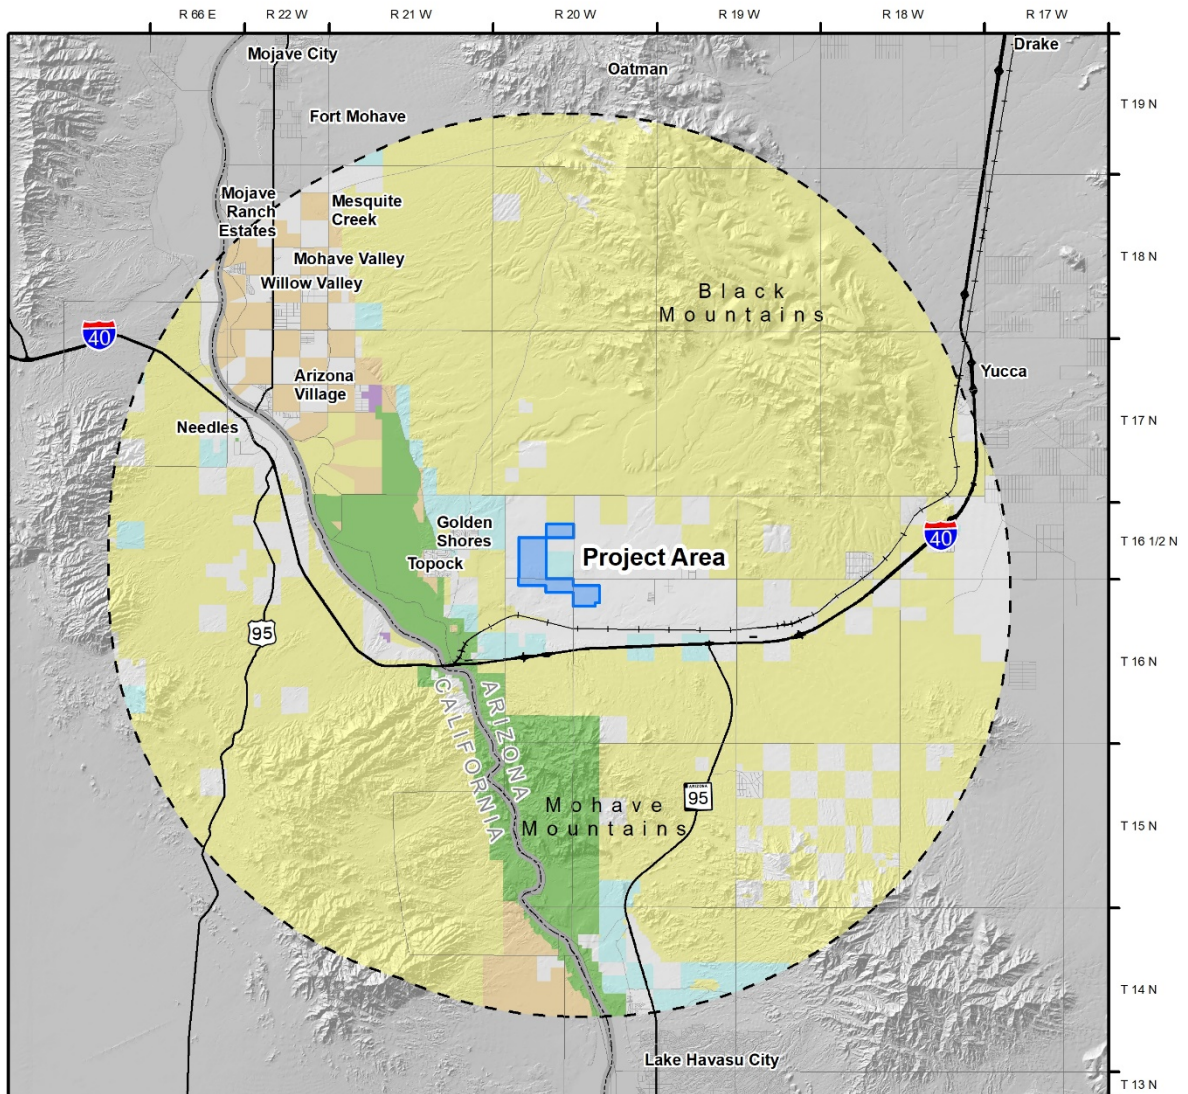 R 66 E
R 22 W
R 21 W
R 20 W
R 19 W
R 18 W
R 17 W
Mojave City
Drake
Oatman
T 19 N
Fort Mohave
Mojave
Ranch
Estates
Mesquite
Creek
T 18 N
Mohave Valley
Willow Valley
Black
Mountains
40
Arizona
Village
Yucca
T 17 N
Needles
Golden
Shores
Topock
Project Area
40
T 16 1/2 N
95
T 16 N
ARIZONA
CALIFORNIA
ARIZONA
95
Mohave
Mountains
T 15 N
T 14 N
Lake Havasu City
T 13 N